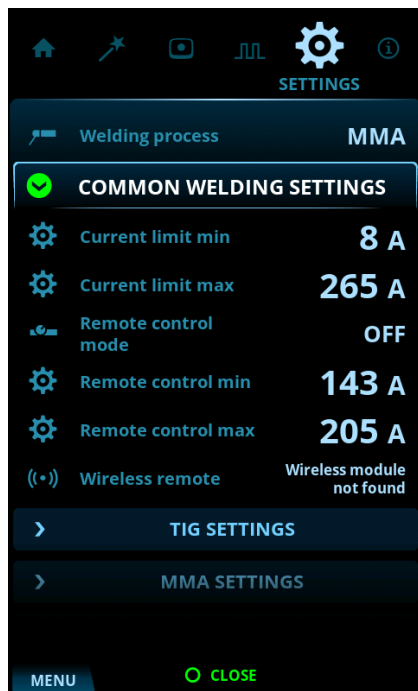 SETTINGS
Welding process MMA
COMMON WELDING SETTINGS
Current limit min 8 A
Current limit max 265 A
Remote control
mode OFF
Remote control min 143 A
Remote control max 205 A
Wireless remote Wireless module
not found
TIG SETTINGS
MMA SETTINGS
MENU CLOSE